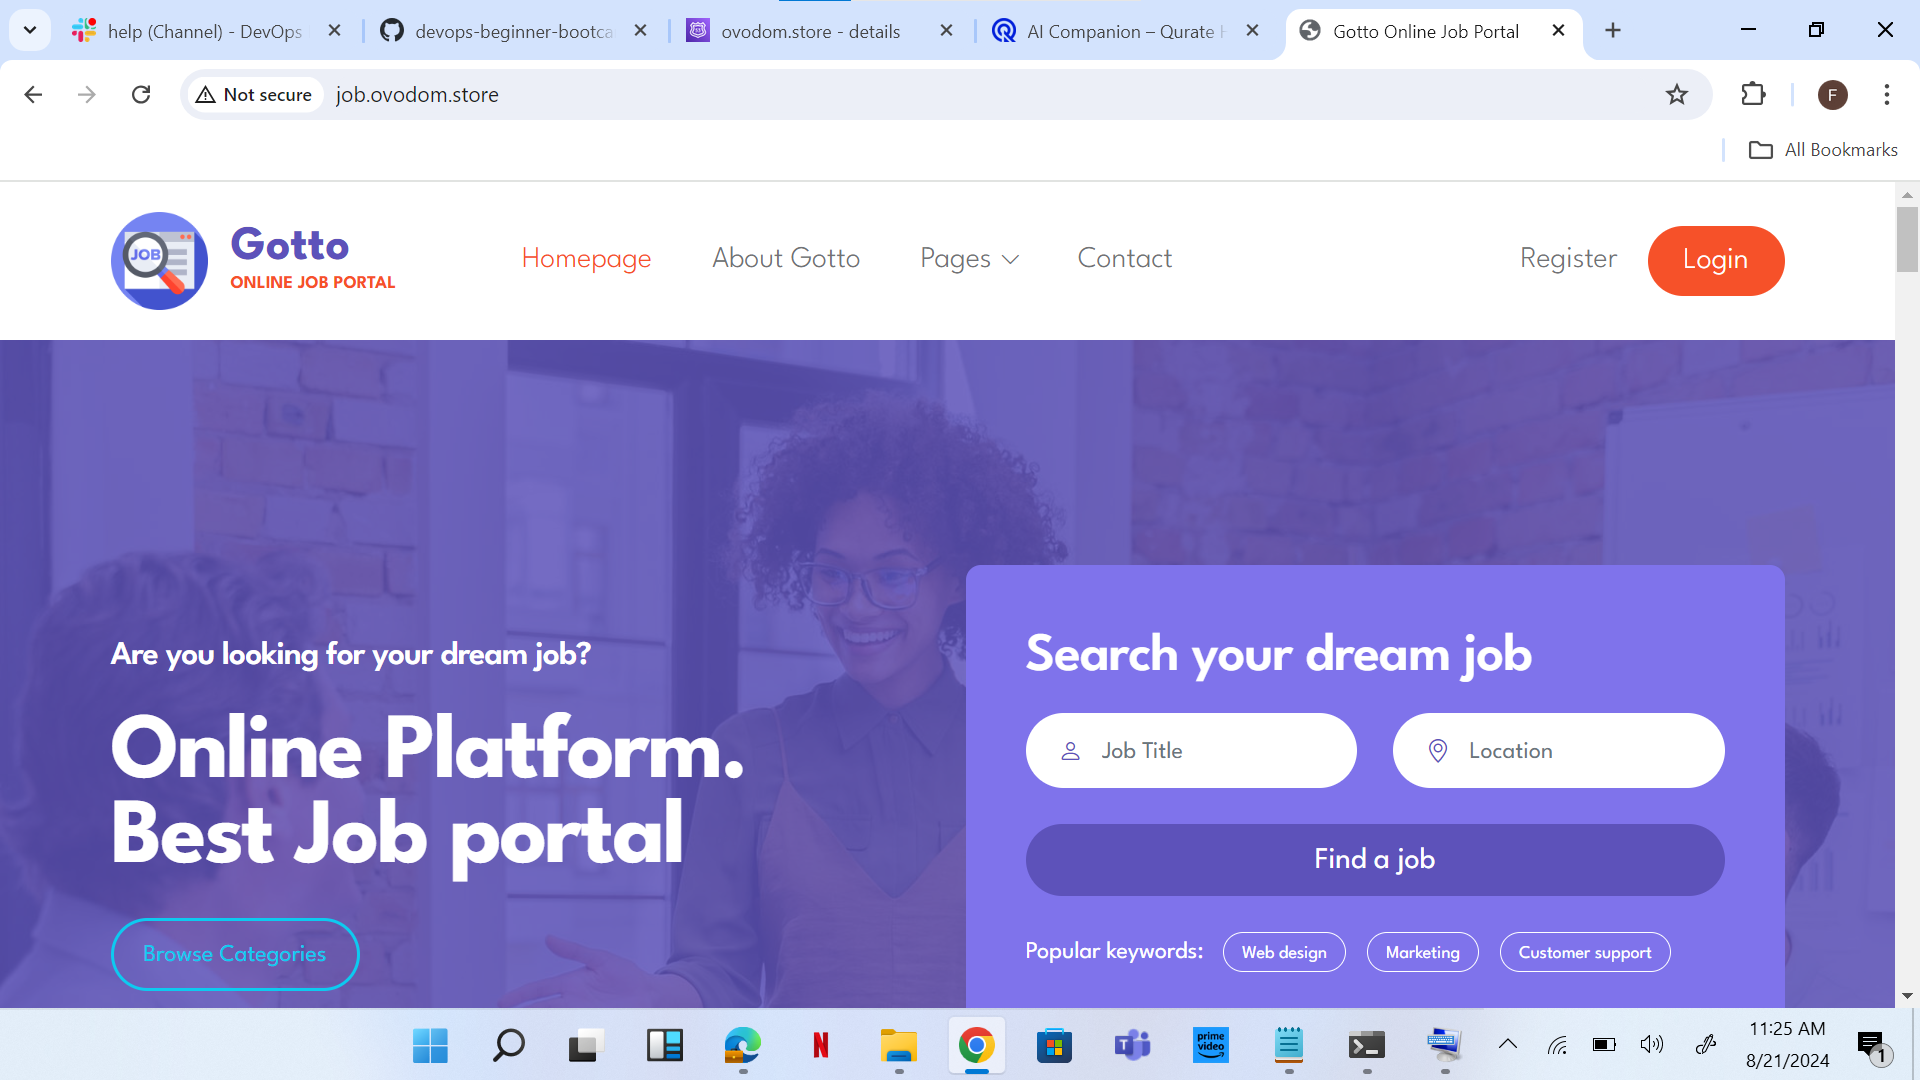 help (Channel) - DevOps
devops-beginner-bootca
ovodom.store - details
AI Companion – Qurate
Gotto Online Job Portal
Not secure
job.ovodom.store
F
All Bookmarks
JOB
Gotto
ONLINE JOB PORTAL
Homepage
About Gotto
Pages
Contact
Register
Login
Are you looking for your dream job?
Online Platform.
Best Job portal
Browse Categories
Search your dream job
Job Title
Location
Find a job
Popular keywords:
Web design
Marketing
Customer support
N
prime video
11:25 AM
8/21/2024
1